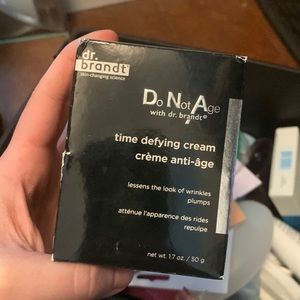 dr.
brandt®
skin-changing science
Do Not Age
with dr. brandt®
time defying cream
crème anti-âge
lessens the look of wrinkles
plumps
atténue l'apparence des rides
repulpe
net wt. 1.7 oz. / 50 g